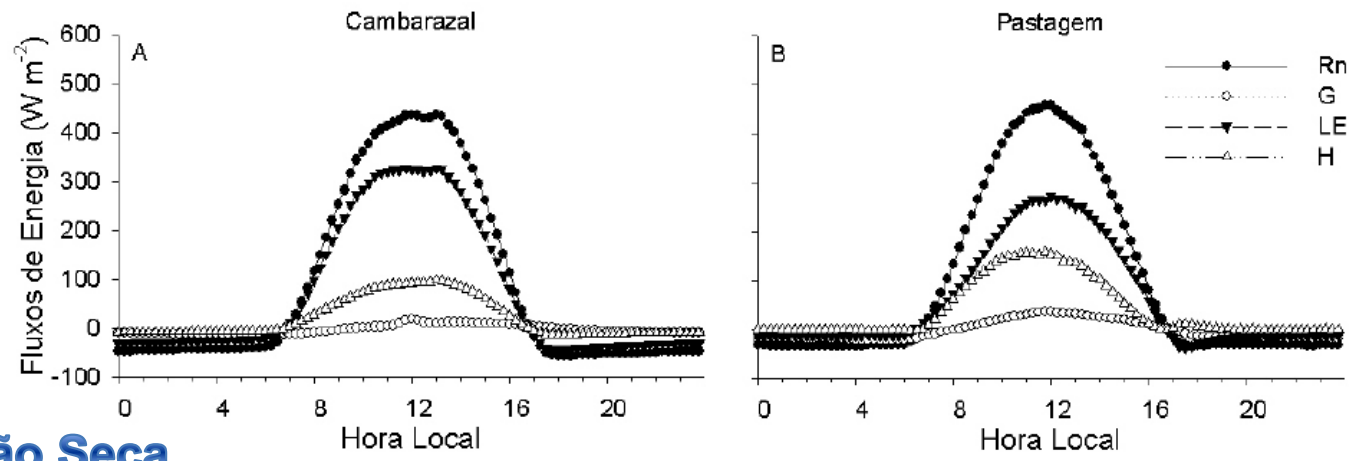 Cambarazal
Pastagem
Fluxos de Energia (W m-2)
600
500
400
300
200
100
0
-100
A
B
Rn
G
LE
H
0 4 8 12 16 20
0 4 8 12 16 20
Hora Local
Hora Local
ão Seca